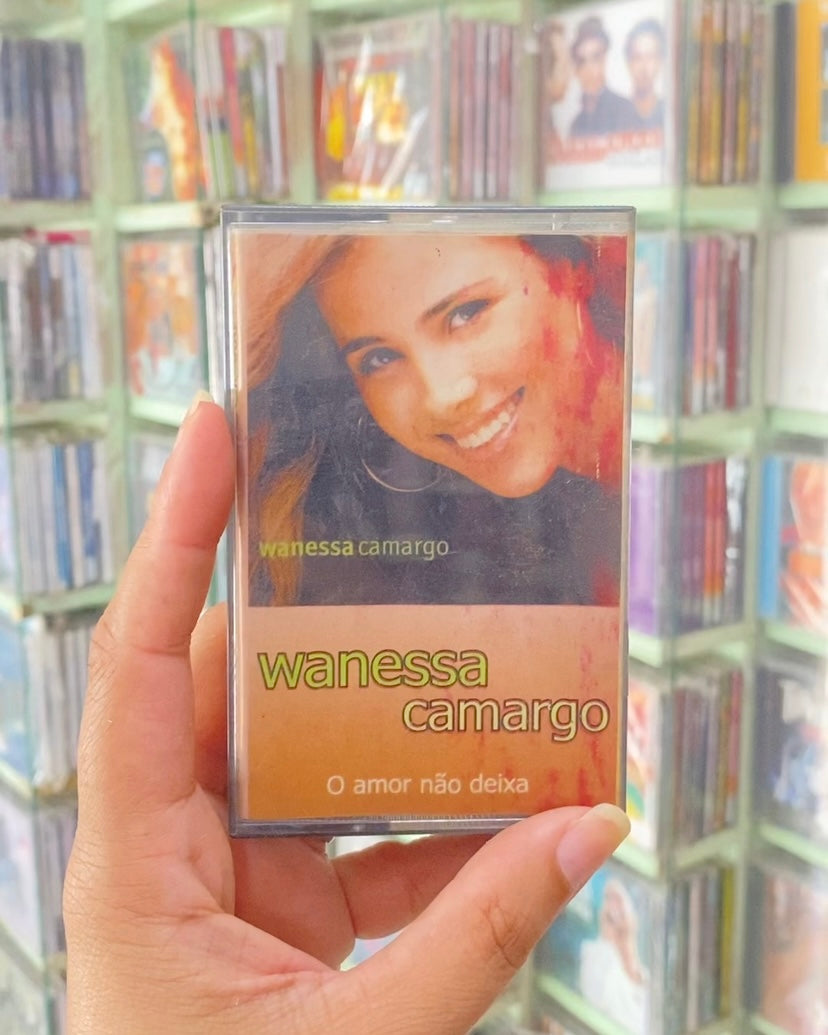 wanessa camargo
wanessa
camargo
O amor não deixa